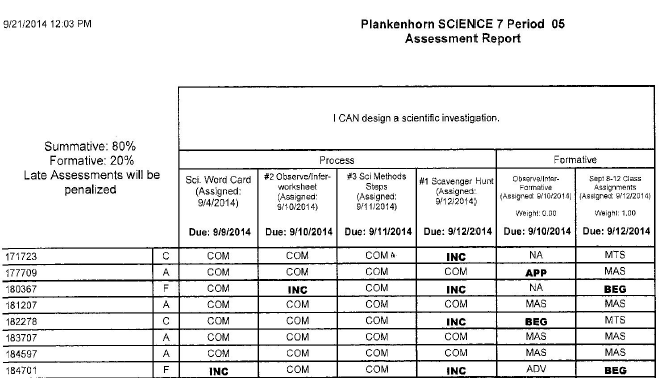 9/21/2014 12:03 PM
Plankenhorn SCIENCE 7 Period 05
Assessment Report
Summative: 80%
Formative: 20%
Late Assessments will be
penalized
I CAN design a scientific investigation.
Process Formative
Sci. Word Card
(Assigned:
9/4/2014)
Due: 9/9/2014
#2 Observe/Infer-
worksheet
(Assigned:
9/10/2014)
Due: 9/10/2014
#3 Sci Methods
Steps
(Assigned:
9/11/2014)
Due: 9/11/2014
#1 Scavenger Hunt
(Assigned:
9/12/2014)
Due: 9/12/2014
Observe/Infer-
Formative
(Assigned: 9/10/2014)
Weight: 0.00
Due: 9/10/2014
Sept 8-12 Class
Assignments
(Assigned: 9/12/2014)
Weight: 1.00
Due: 9/12/2014
171723 C COM COM COM INC NA MTS
177709 A COM COM COM COM APP MAS
180367 F COM INC COM INC NA BEG
181207 A COM COM COM COM MAS MAS
182278 C COM COM COM INC BEG MTS
183707 A COM COM COM COM MAS MAS
184597 A COM COM COM COM MAS MAS
184701 F INC COM COM INC ADV BEG